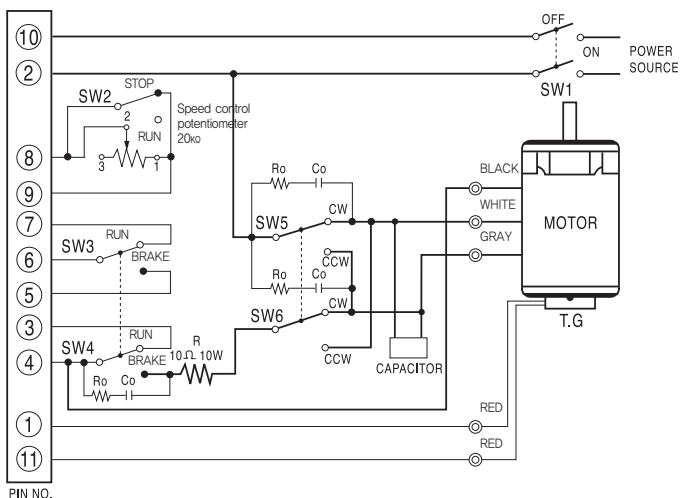 OFF
10
ON
POWER
SOURCE
2
SW1
STOP
SW2
Speed control
potentiometer
20kΩ
2
RUN
8
3
1
BLACK
9
Ro
Co
WHITE
CW
7
SW5
MOTOR
RUN
GRAY
SW3
6
BRAKE
CCW
Ro
Co
5
CW
SW6
3
T.G
RUN
R
SW4
10Ω 10W
4
BRAKE
CCW
CAPACITOR
Ro
Co
RED
1
RED
11
PIN NO.